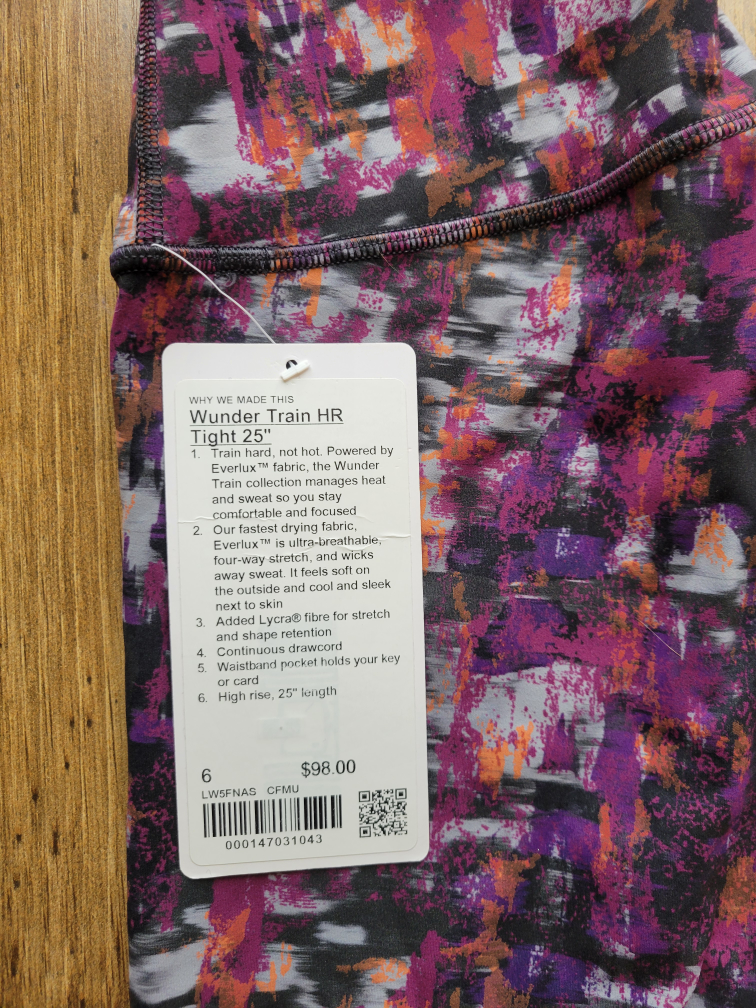 WHY WE MADE THIS
Wunder Train HR
Tight 25"
1. Train hard, not hot. Powered by
Everlux™ fabric, the Wunder
Train collection manages heat
and sweat so you stay
comfortable and focused
2. Our fastest drying fabric,
Everlux™ is ultra-breathable,
four-way stretch, and wicks
away sweat. It feels soft on
the outside and cool and sleek
next to skin
3. Added Lycra® fibre for stretch
and shape retention
4. Continuous drawcord
5. Waistband pocket holds your key
or card
6. High rise, 25" length
6 $98.00
LW5FNAS CFMU
000147031043